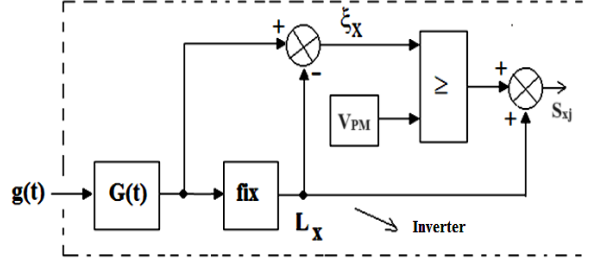 + ξX
-
≥
+
+
Sxj
VPM
g(t) G(t) fix
Lx
Inverter